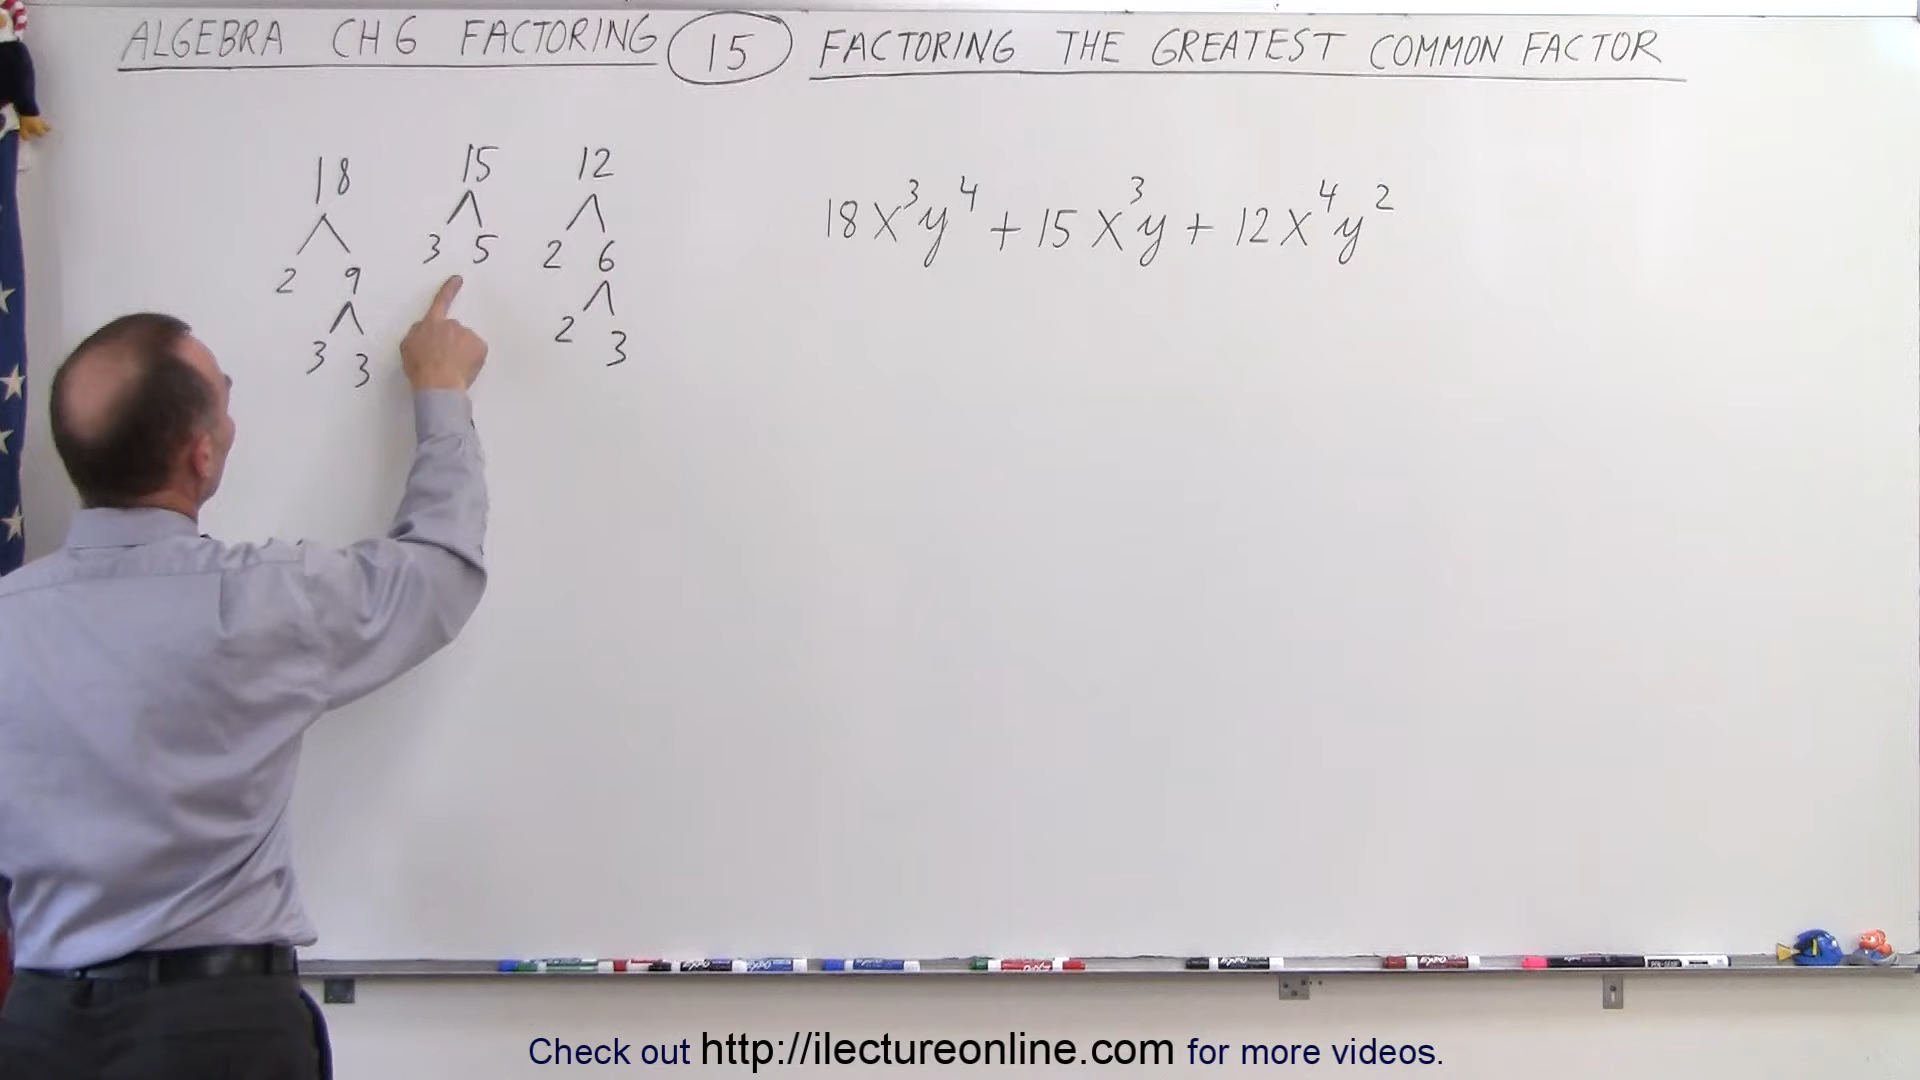 ALGEBRA CH 6 FACTORING 15 FACTORING THE GREATEST COMMON FACTOR
18 15 12
2 9 3 5 2 6
3 3 2 3
18x³y⁴ + 15x³y + 12x⁴y²
Check out http://ilectureonline.com for more videos.